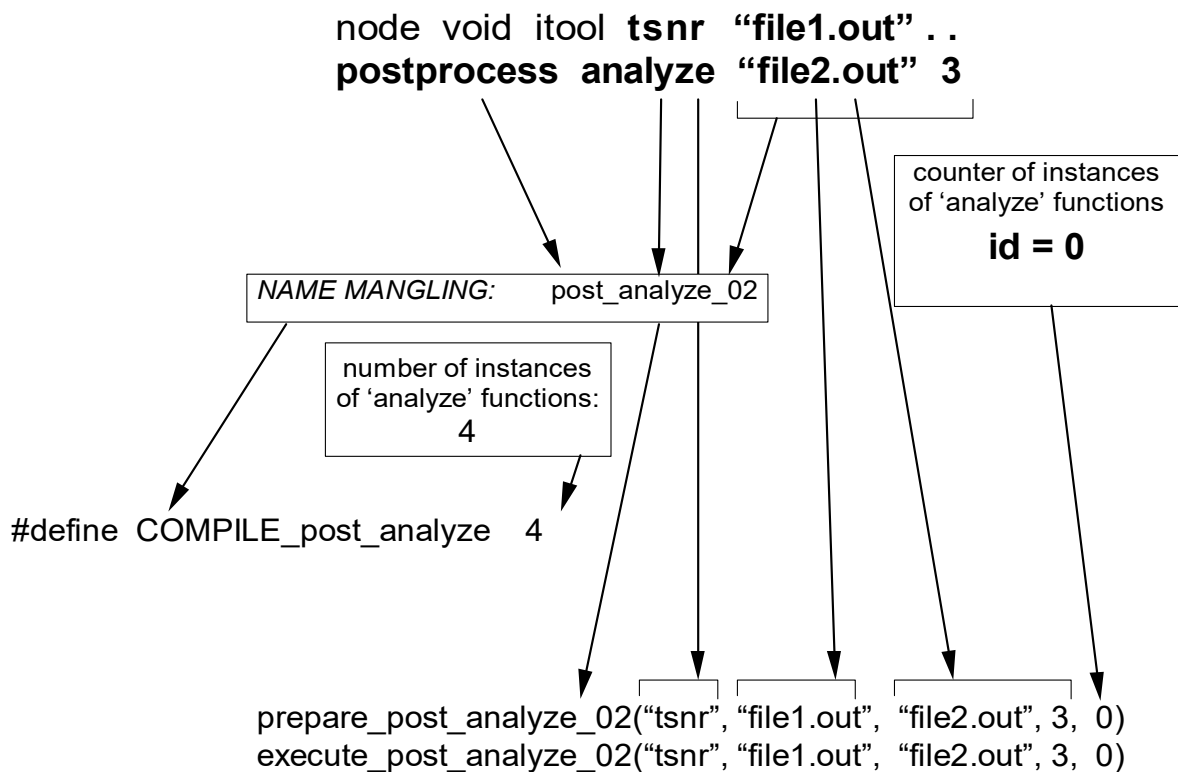 node void itool tsnr “file1.out” . .
postprocess analyze “file2.out” 3
counter of instances
of ‘analyze’ functions
id = 0
NAME MANGLING: post_analyze_02
number of instances
of ‘analyze’ functions:
4
#define COMPILE_post_analyze 4
prepare_post_analyze_02(“tsnr”, “file1.out”, “file2.out”, 3, 0)
execute_post_analyze_02(“tsnr”, “file1.out”, “file2.out”, 3, 0)